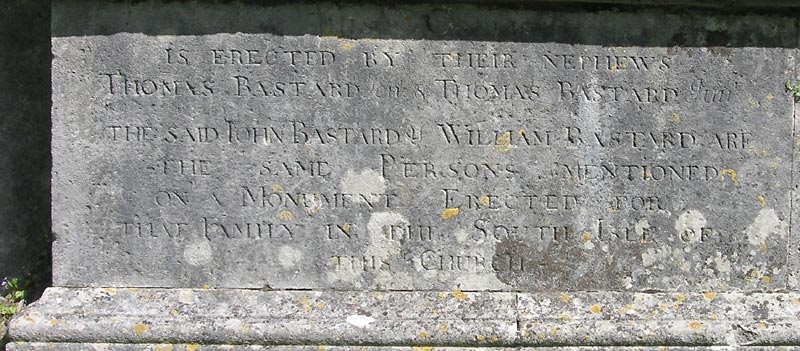 IS ERECTED BY THEIR NEPHEWS
THOMAS BASTARD Sen & THOMAS BASTARD Junr
THE SAID JOHN BASTARD & WILLIAM BASTARD ARE
THE SAME PERSONS MENTIONED
ON A MONUMENT ERECTED FOR
THAT FAMILY IN THE SOUTH ISLE OF
THIS CHURCH